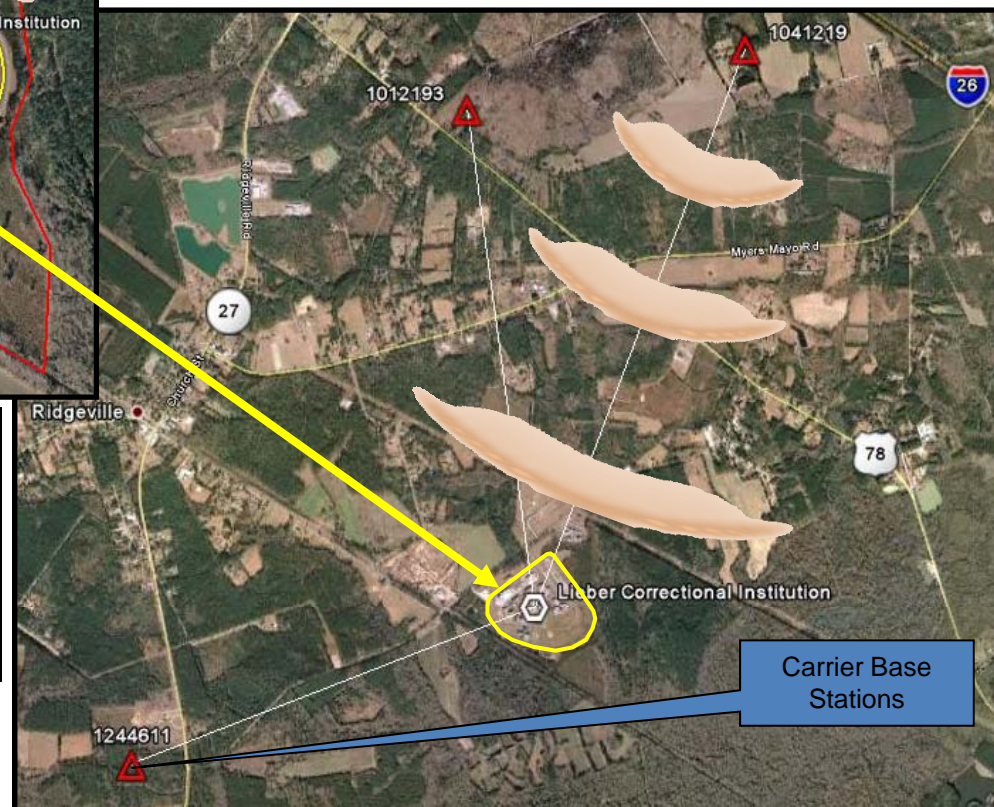 Institution
1041219
26
1012193
Ridgeville Rd
Myers Mayo Rd
27
Church St
Ridgeville
78
Lieber Correctional Institution
Carrier Base
Stations
1244611